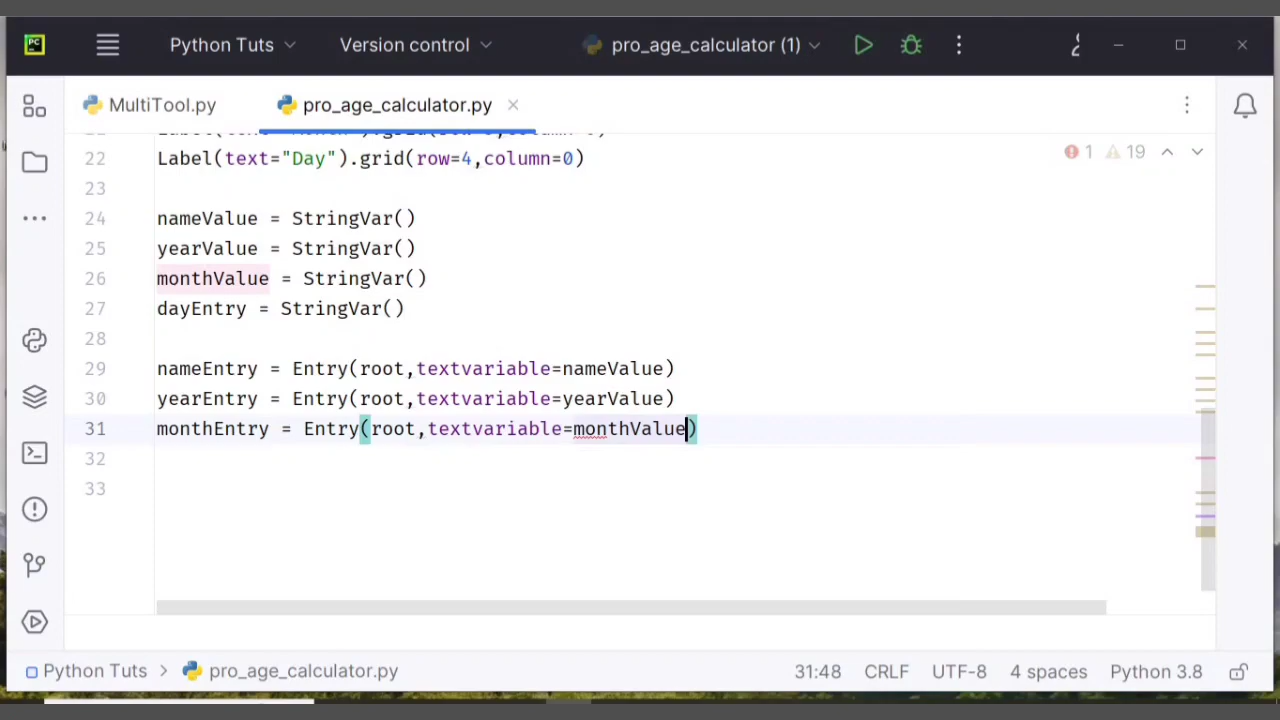 PC Python Tuts Version control pro_age_calculator (1)
MultiTool.py pro_age_calculator.py
22 Label(text="Day").grid(row=4,column=0) 1 19
23
24 nameValue = StringVar()
25 yearValue = StringVar()
26 monthValue = StringVar()
27 dayEntry = StringVar()
28
29 nameEntry = Entry(root,textvariable=nameValue)
30 yearEntry = Entry(root,textvariable=yearValue)
31 monthEntry = Entry(root,textvariable=monthValue)
32
33
Python Tuts pro_age_calculator.py 31:48 CRLF UTF-8 4 spaces Python 3.8